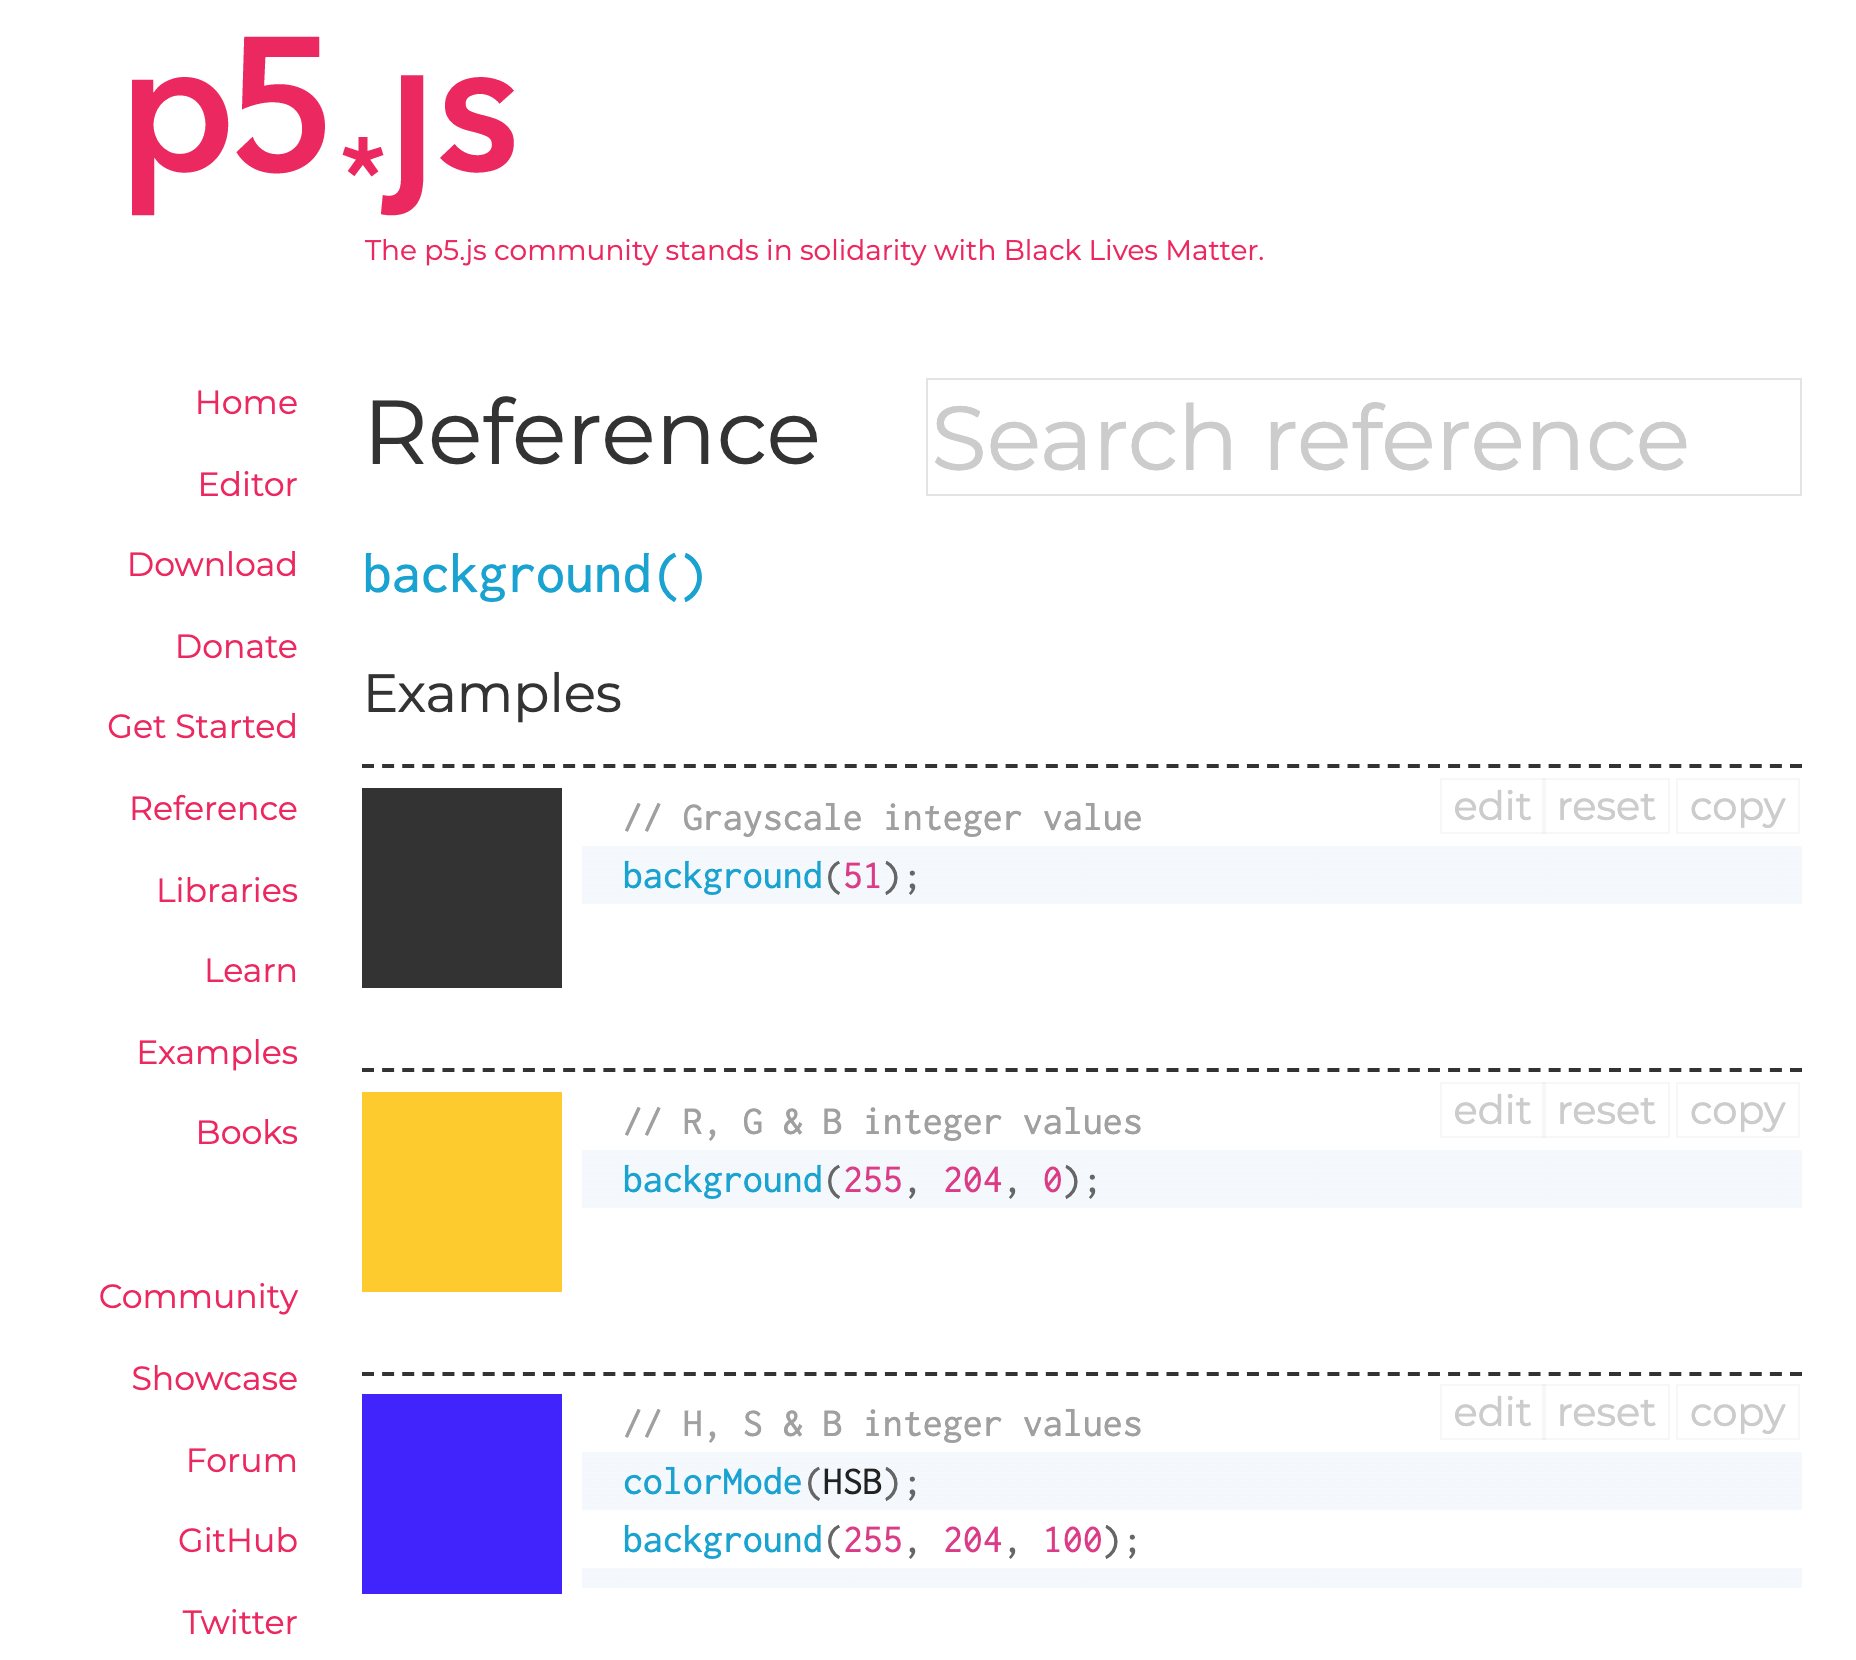 p5*js
The p5.js community stands in solidarity with Black Lives Matter.
Home
Editor
Download
Donate
Get Started
Reference
Libraries
Learn
Examples
Books
Community
Showcase
Forum
GitHub
Twitter
Reference
Search reference
background()
Examples
// Grayscale integer value
background(51);
edit reset copy
// R, G & B integer values
background(255, 204, 0);
edit reset copy
// H, S & B integer values
colorMode(HSB);
background(255, 204, 100);
edit reset copy